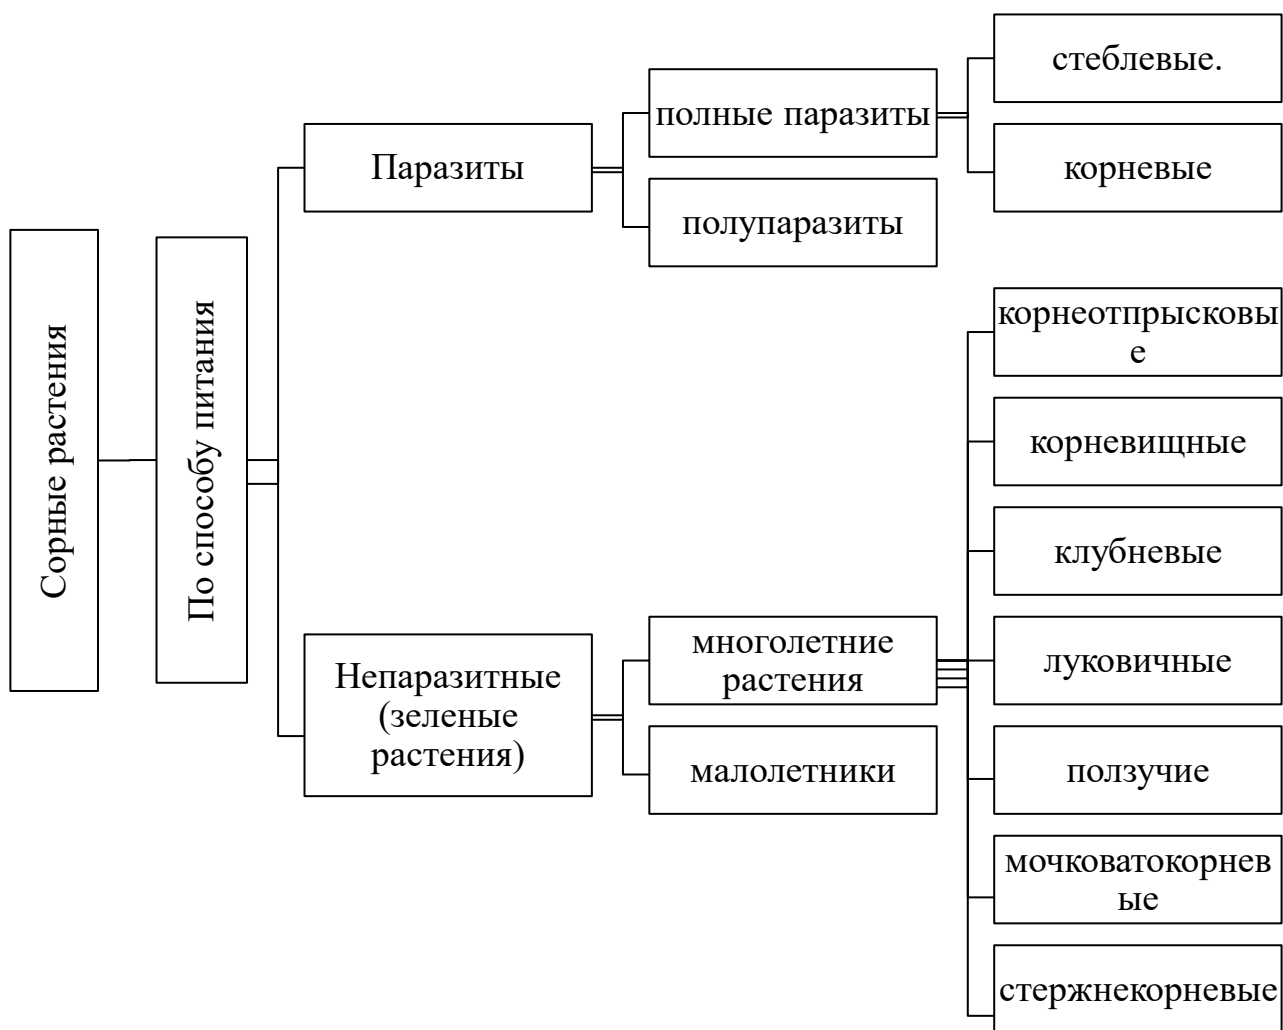 Сорные растения
По способу питания
Паразиты
полные паразиты
стеблевые.
корневые
полупаразиты
Непаразитные
(зеленые
растения)
многолетние
растения
корнеотпрысковы
е
корневищные
клубневые
луковичные
ползучие
мочковатокорнев
ые
стержнекорневые
малолетники